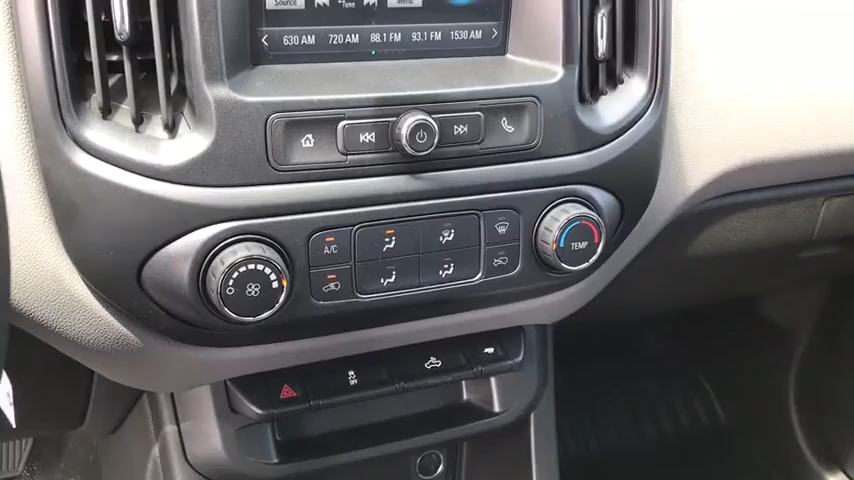 Source Tune Menu
630 AM 720 AM 88.1 FM 93.1 FM 1530 AM
A/C
TEMP
OFF